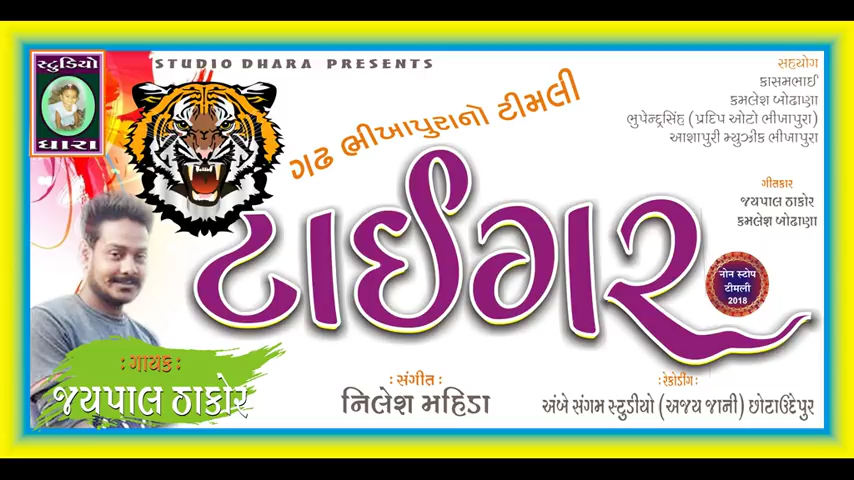 સ્ટુડિયો
ધારા
STUDIO DHARA PRESENTS
ગઢ ભીખાપુરાનો ટીમલી
ટાઈગર
સહયોગ
કાસમભાઈ
કમલેશ બોઢાણા
ભુપેન્દ્રસિંહ (પ્રદિપ ઓટો ભીખાપુરા)
આશાપુરી મ્યુઝીક ભીખાપુરા
ગીતકાર
જયપાલ ઠાકોર
કમલેશ બોઢાણા
નોન સ્ટોપ
ટીમલી
2018
: ગાયક :
જયપાલ ઠાકોર
: સંગીત :
નિલેશ મહિડા
: રેકોર્ડીંગ :
અંબે સંગમ સ્ટુડીયો (અજય જાની) છોટાઉદેપુર